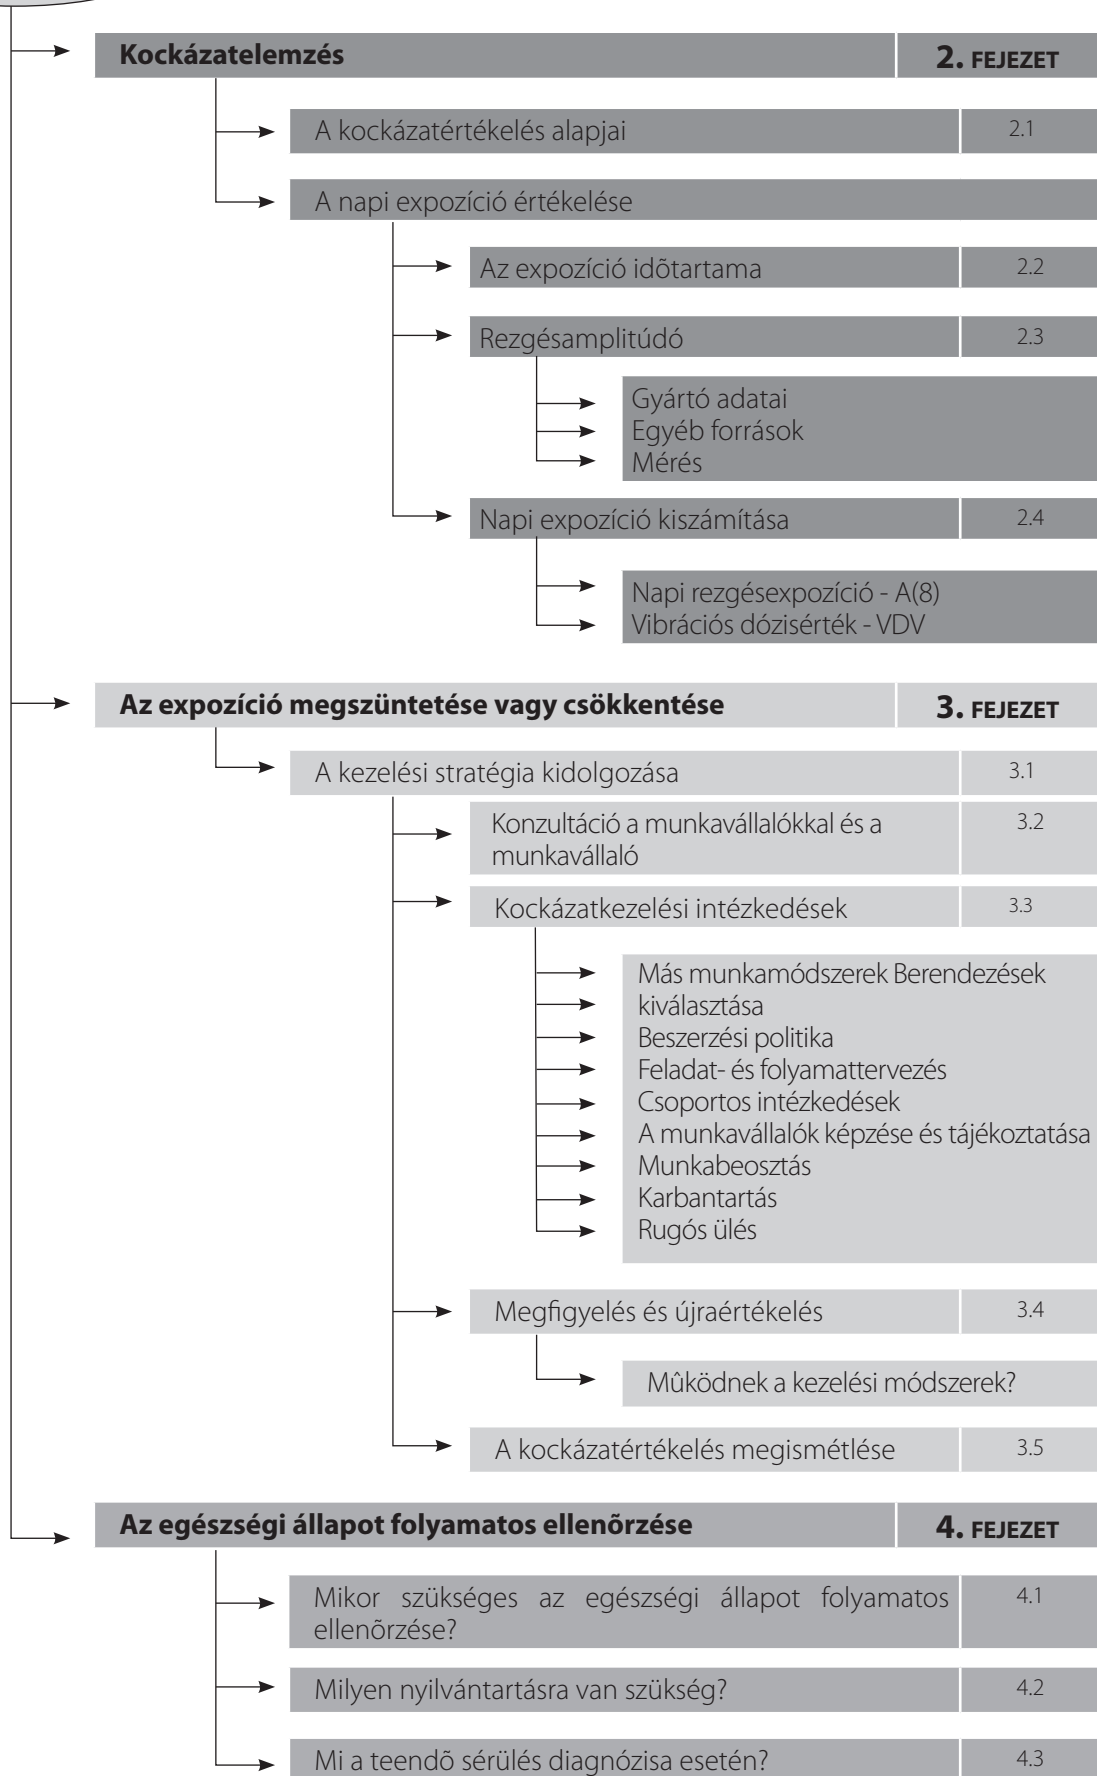 Kockázatelemzés 2. FEJEZET
A kockázatértékelés alapjai 2.1
A napi expozíció értékelése
Az expozíció idõtartama 2.2
Rezgésamplitúdó 2.3
Gyártó adatai
Egyéb források
Mérés
Napi expozíció kiszámítása 2.4
Napi rezgésexpozíció - A(8)
Vibrációs dózisérték - VDV
Az expozíció megszüntetése vagy csökkentése 3. FEJEZET
A kezelési stratégia kidolgozása 3.1
Konzultáció a munkavállalókkal és a 3.2
munkavállaló
Kockázatkezelési intézkedések 3.3
Más munkamódszerek Berendezések
kiválasztása
Beszerzési politika
Feladat- és folyamattervezés
Csoportos intézkedések
A munkavállalók képzése és tájékoztatása
Munkabeosztás
Karbantartás
Rugós ülés
Megfigyelés és újraértékelés 3.4
Mûködnek a kezelési módszerek?
A kockázatértékelés megismétlése 3.5
Az egészségi állapot folyamatos ellenõrzése 4. FEJEZET
Mikor szükséges az egészségi állapot folyamatos 4.1
ellenõrzése?
Milyen nyilvántartásra van szükség? 4.2
Mi a teendõ sérülés diagnózisa esetén? 4.3